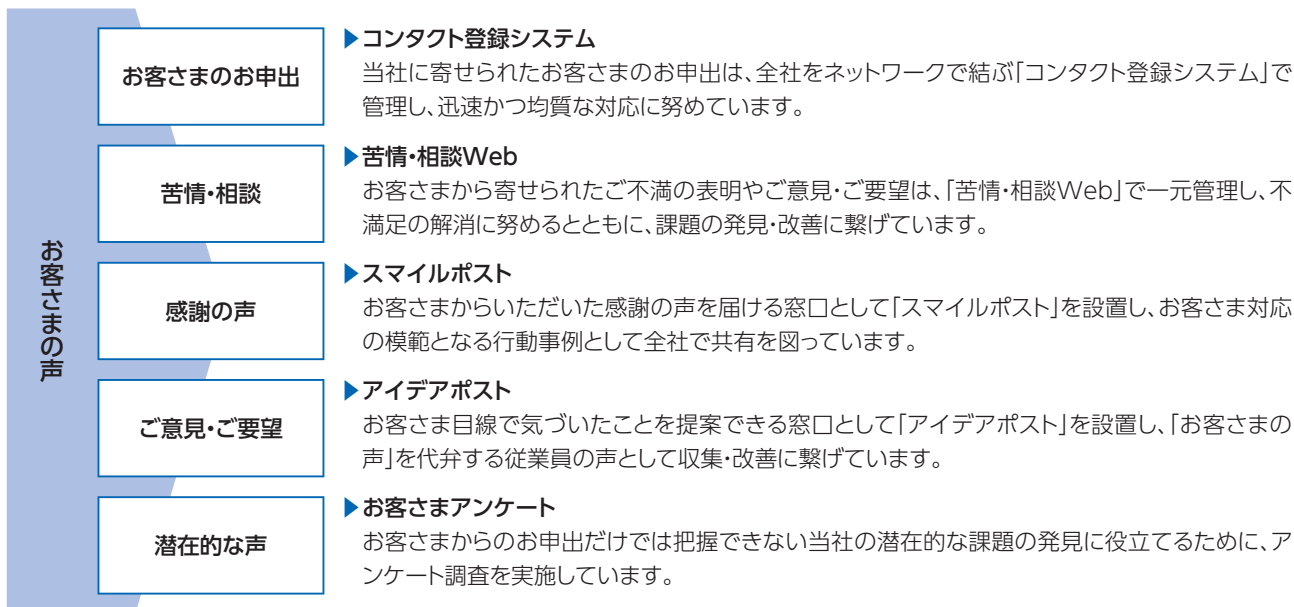 お客さまの声
お客さまのお申出
▶コンタクト登録システム
当社に寄せられたお客さまのお申出は、全社をネットワークで結ぶ「コンタクト登録システム」で
管理し、迅速かつ均質な対応に努めています。
苦情・相談
▶苦情・相談Web
お客さまから寄せられたご不満の表明やご意見・ご要望は、「苦情・相談Web」で一元管理し、不
満足の解消に努めるとともに、課題の発見・改善に繋げています。
感謝の声
▶スマイルポスト
お客さまからいただいた感謝の声を届ける窓口として「スマイルポスト」を設置し、お客さま対応
の模範となる行動事例として全社で共有を図っています。
ご意見・ご要望
▶アイデアポスト
お客さま目線で気づいたことを提案できる窓口として「アイデアポスト」を設置し、「お客さまの
声」を代弁する従業員の声として収集・改善に繋げています。
潜在的な声
▶お客さまアンケート
お客さまからのお申出だけでは把握できない当社の潜在的な課題の発見に役立てるために、ア
ンケート調査を実施しています。